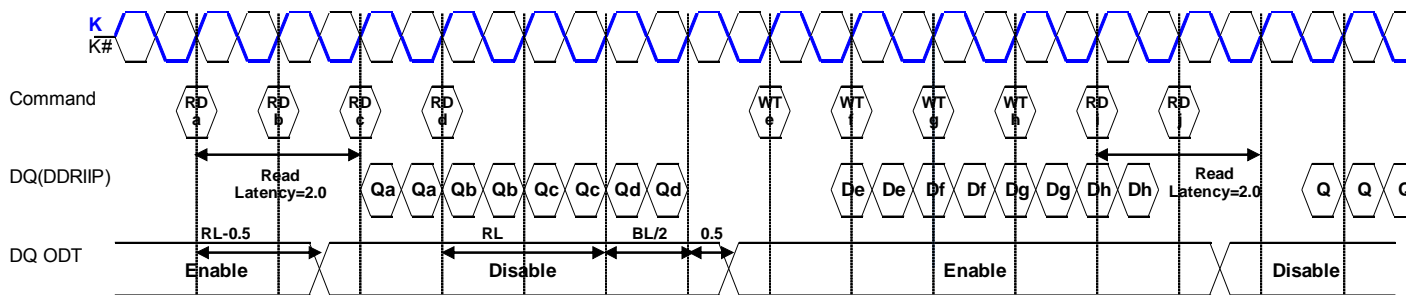 K
K#
Command
RD a
RD b
RD c
RD d
WT e
WT f
WT g
WT h
RD i
RD j
Read Latency=2.0
Read Latency=2.0
DQ(DDRIIP)
Qa Qa Qb Qb Qc Qc Qd Qd
De De Df Df Dg Dg Dh Dh
Q Q Q
RL-0.5
RL
BL/2
0.5
DQ ODT
Enable
Disable
Enable
Disable